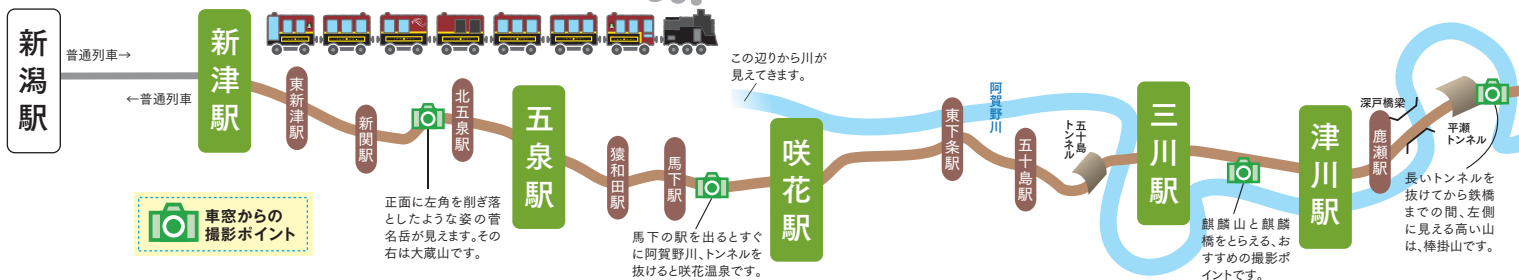 新潟駅
普通列車→
←普通列車
新津駅
東新津駅
新関駅
北五泉駅
正面に左角を削ぎ落
としたような姿の菅
名岳が見えます。その
右は大蔵山です。
車窓からの
撮影ポイント
五泉駅
猿和田駅
馬下駅
馬下の駅を出るとすぐ
に阿賀野川、トンネルを
抜けると咲花温泉です。
この辺りから川が
見えてきます。
咲花駅
東下条駅
阿賀野川
五十島駅
五十島
トンネル
三川駅
麒麟山と麒麟
橋をとらえる、お
すすめの撮影ポ
イントです。
津川駅
鹿瀬駅
深戸橋梁
平瀬
トンネル
長いトンネルを
抜けてから鉄橋
までの間、左側
に見える高い山
は、棒掛山です。